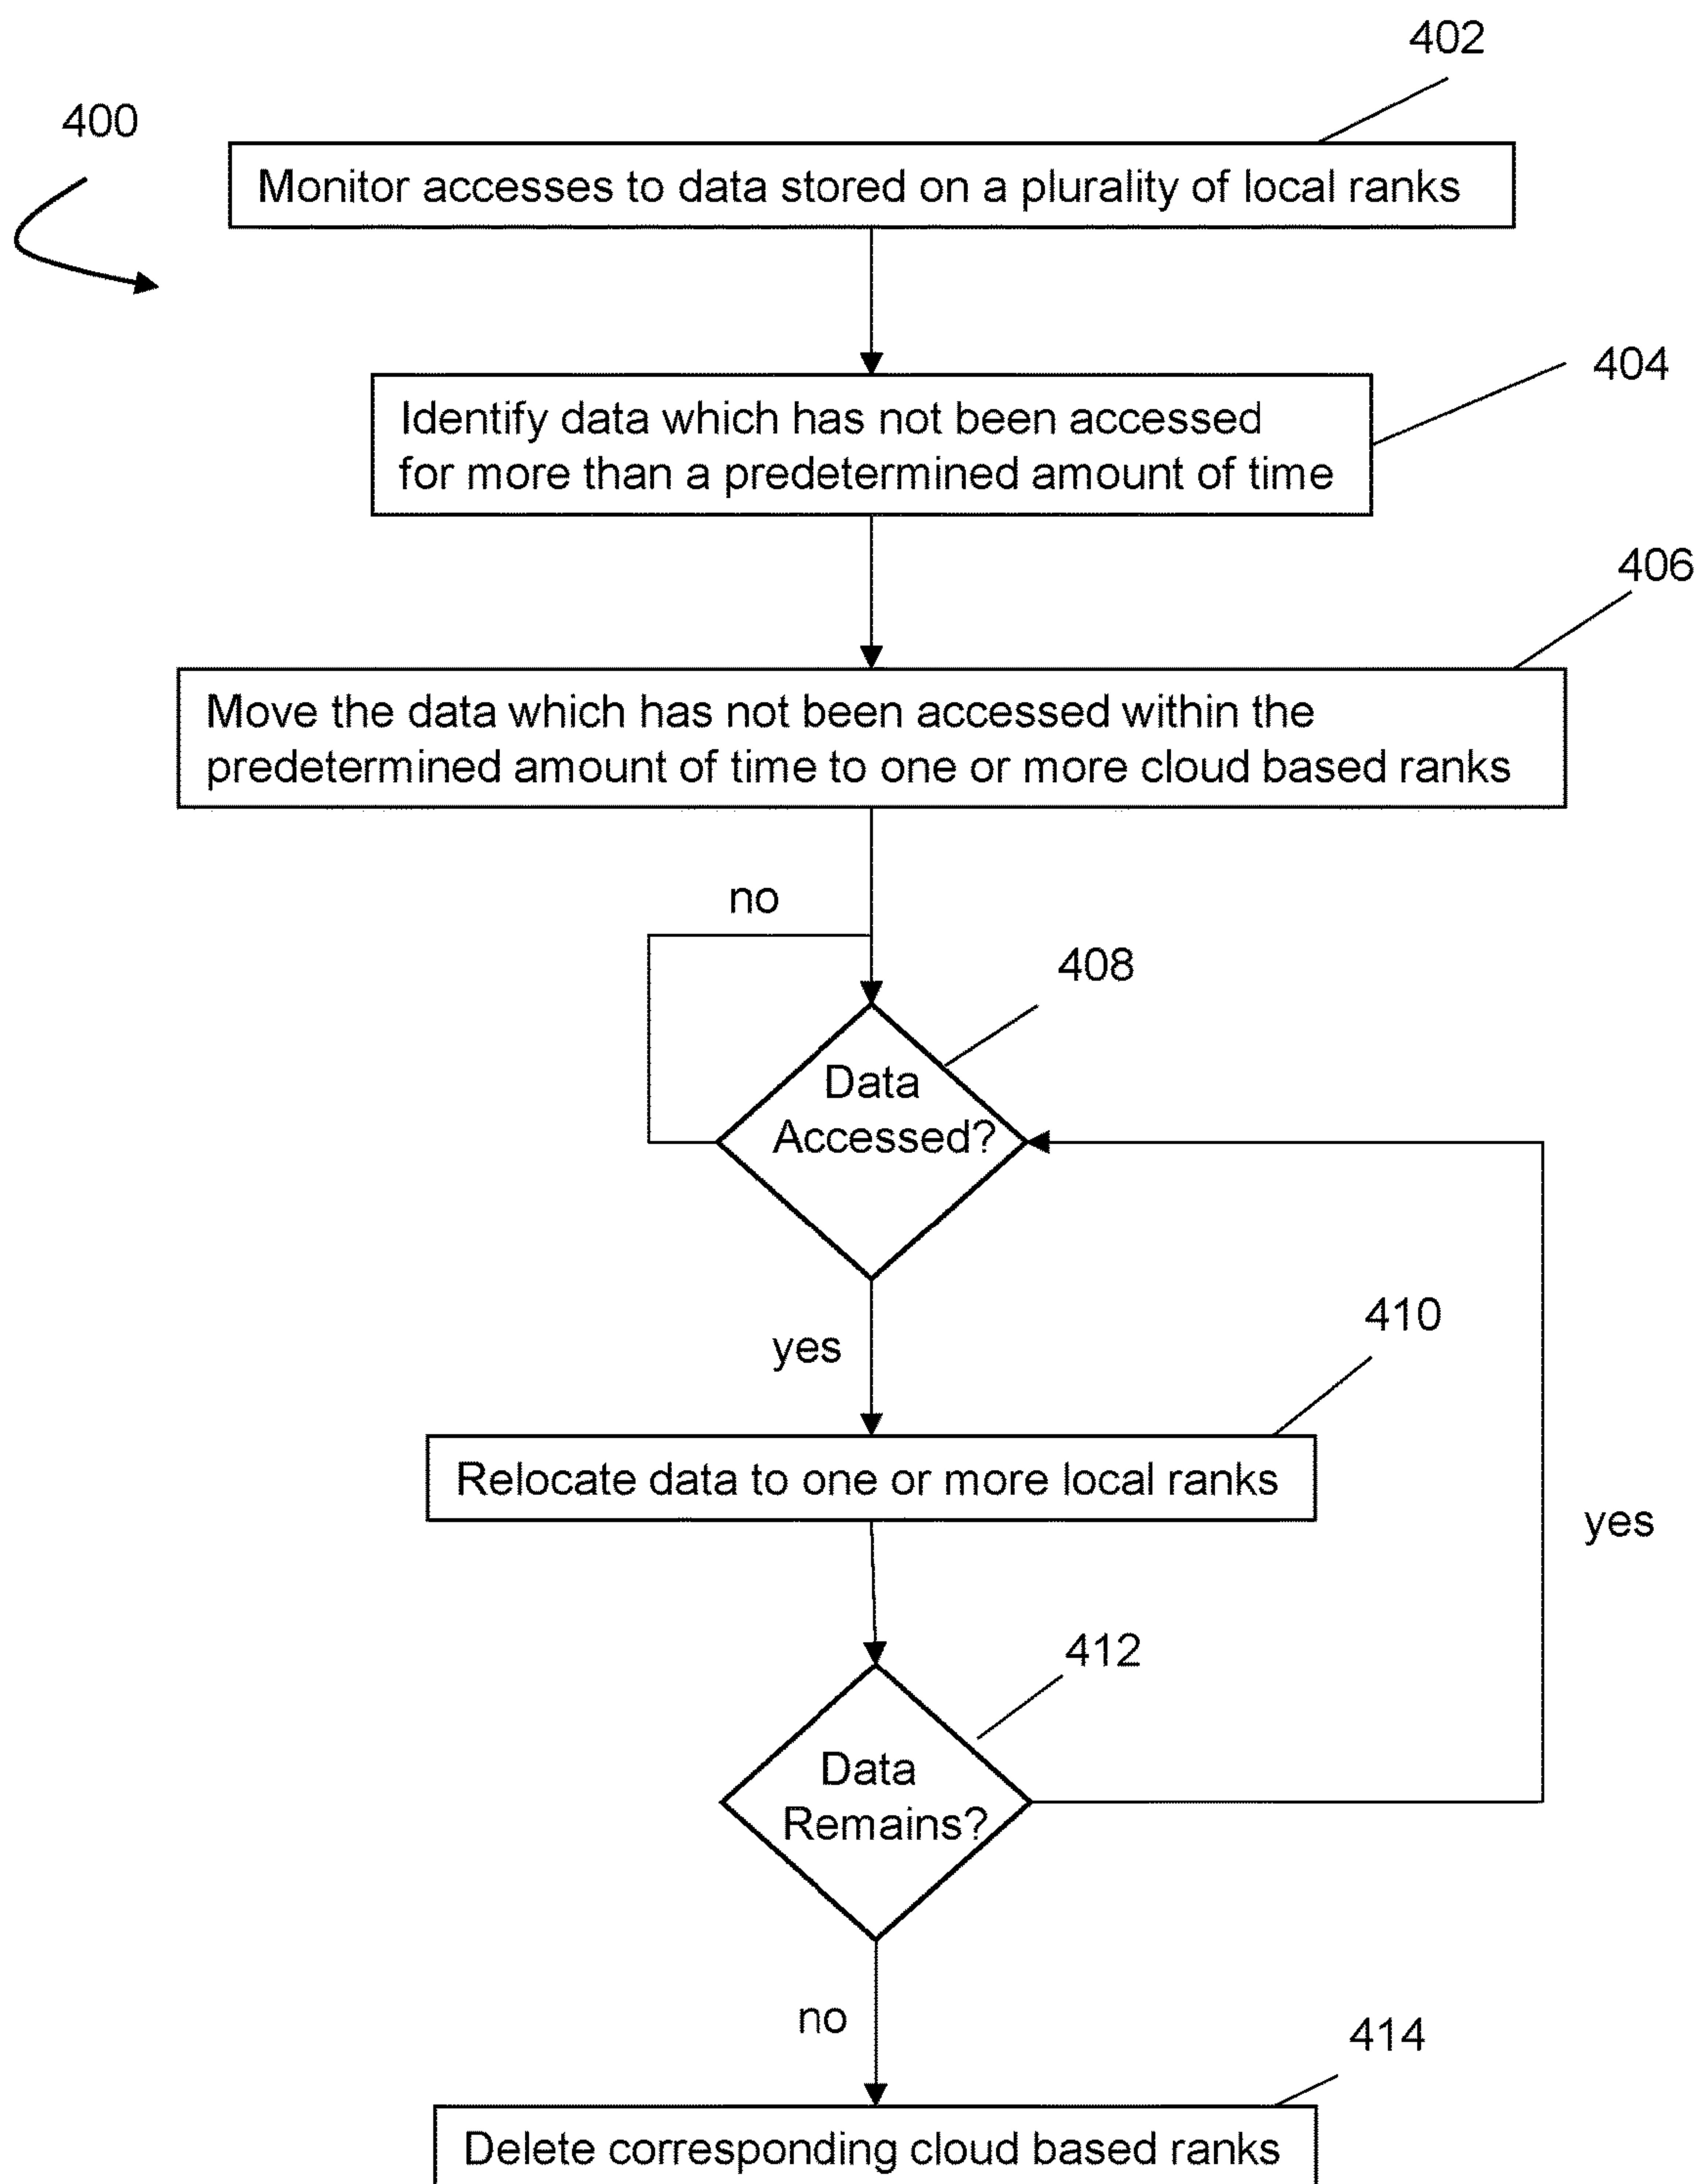 402
400
Monitor accesses to data stored on a plurality of local ranks
404
Identify data which has not been accessed
for more than a predetermined amount of time
406
Move the data which has not been accessed within the
predetermined amount of time to one or more cloud based ranks
no
408
Data
Accessed?
yes
410
Relocate data to one or more local ranks
yes
412
Data
Remains?
no
414
Delete corresponding cloud based ranks